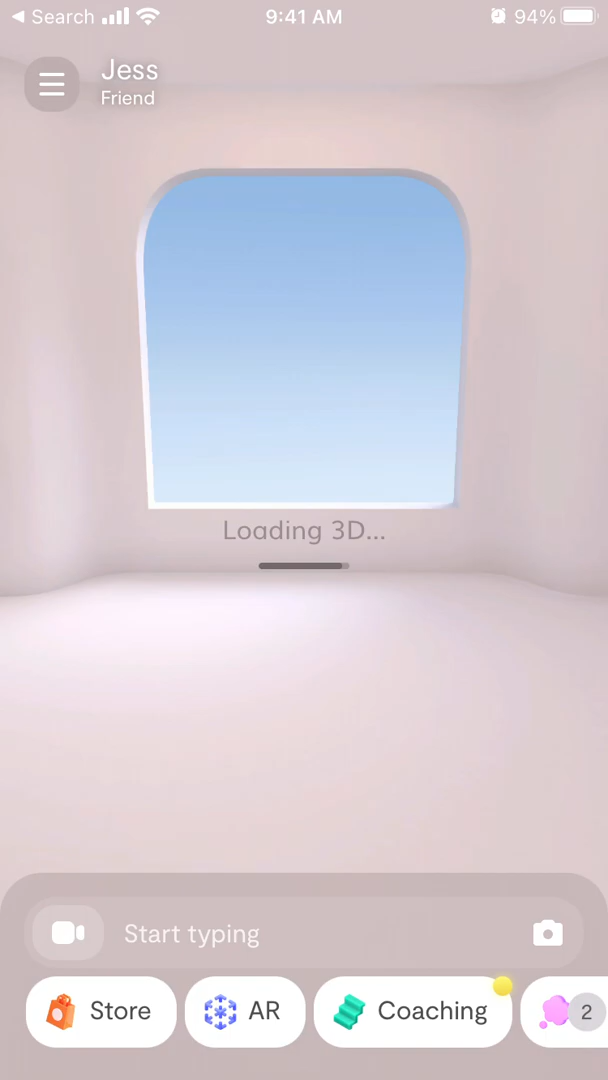 Search
9:41 AM
94%
Jess
Friend
Loading 3D...
Start typing
Store
AR
Coaching
2